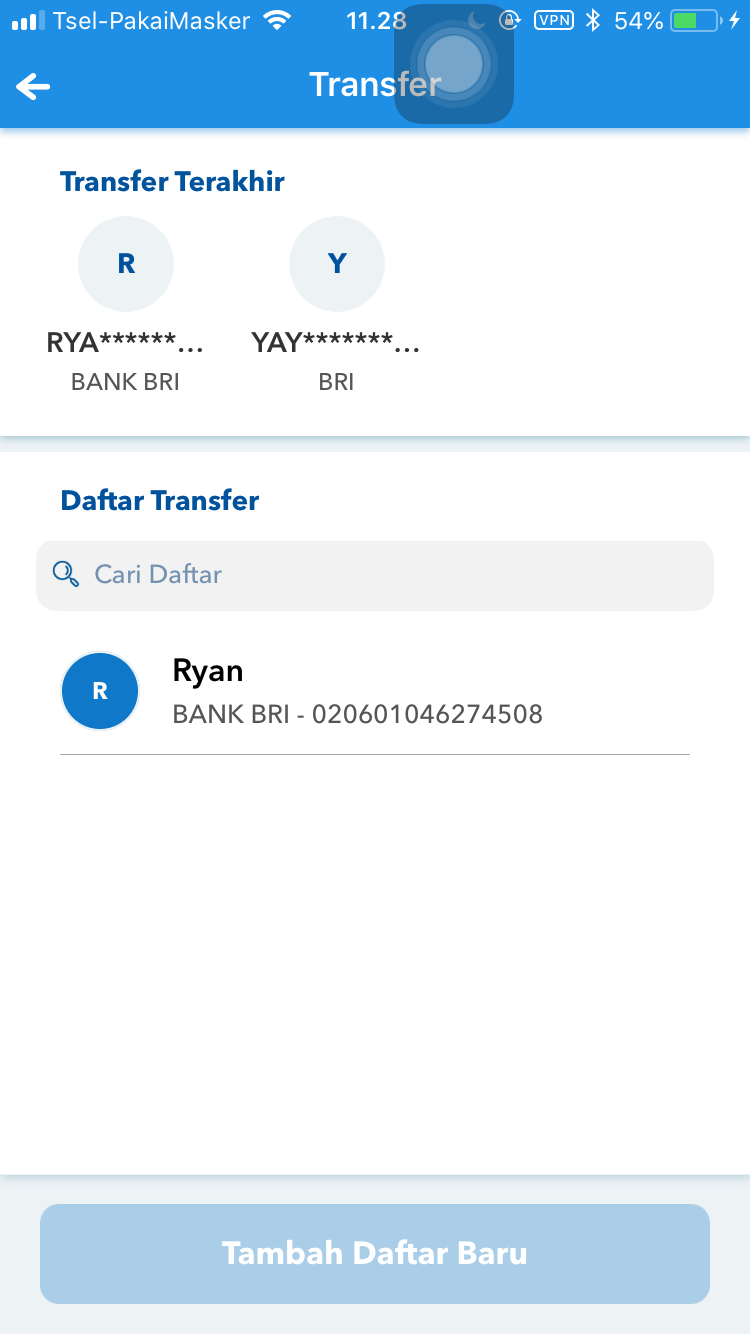 Tsel-PakaiMasker 11.28 VPN 54%
Transfer
Transfer Terakhir
R Y
RYA******... YAY*******...
BANK BRI BRI
Daftar Transfer
Cari Daftar
R
Ryan
BANK BRI - 020601046274508
Tambah Daftar Baru